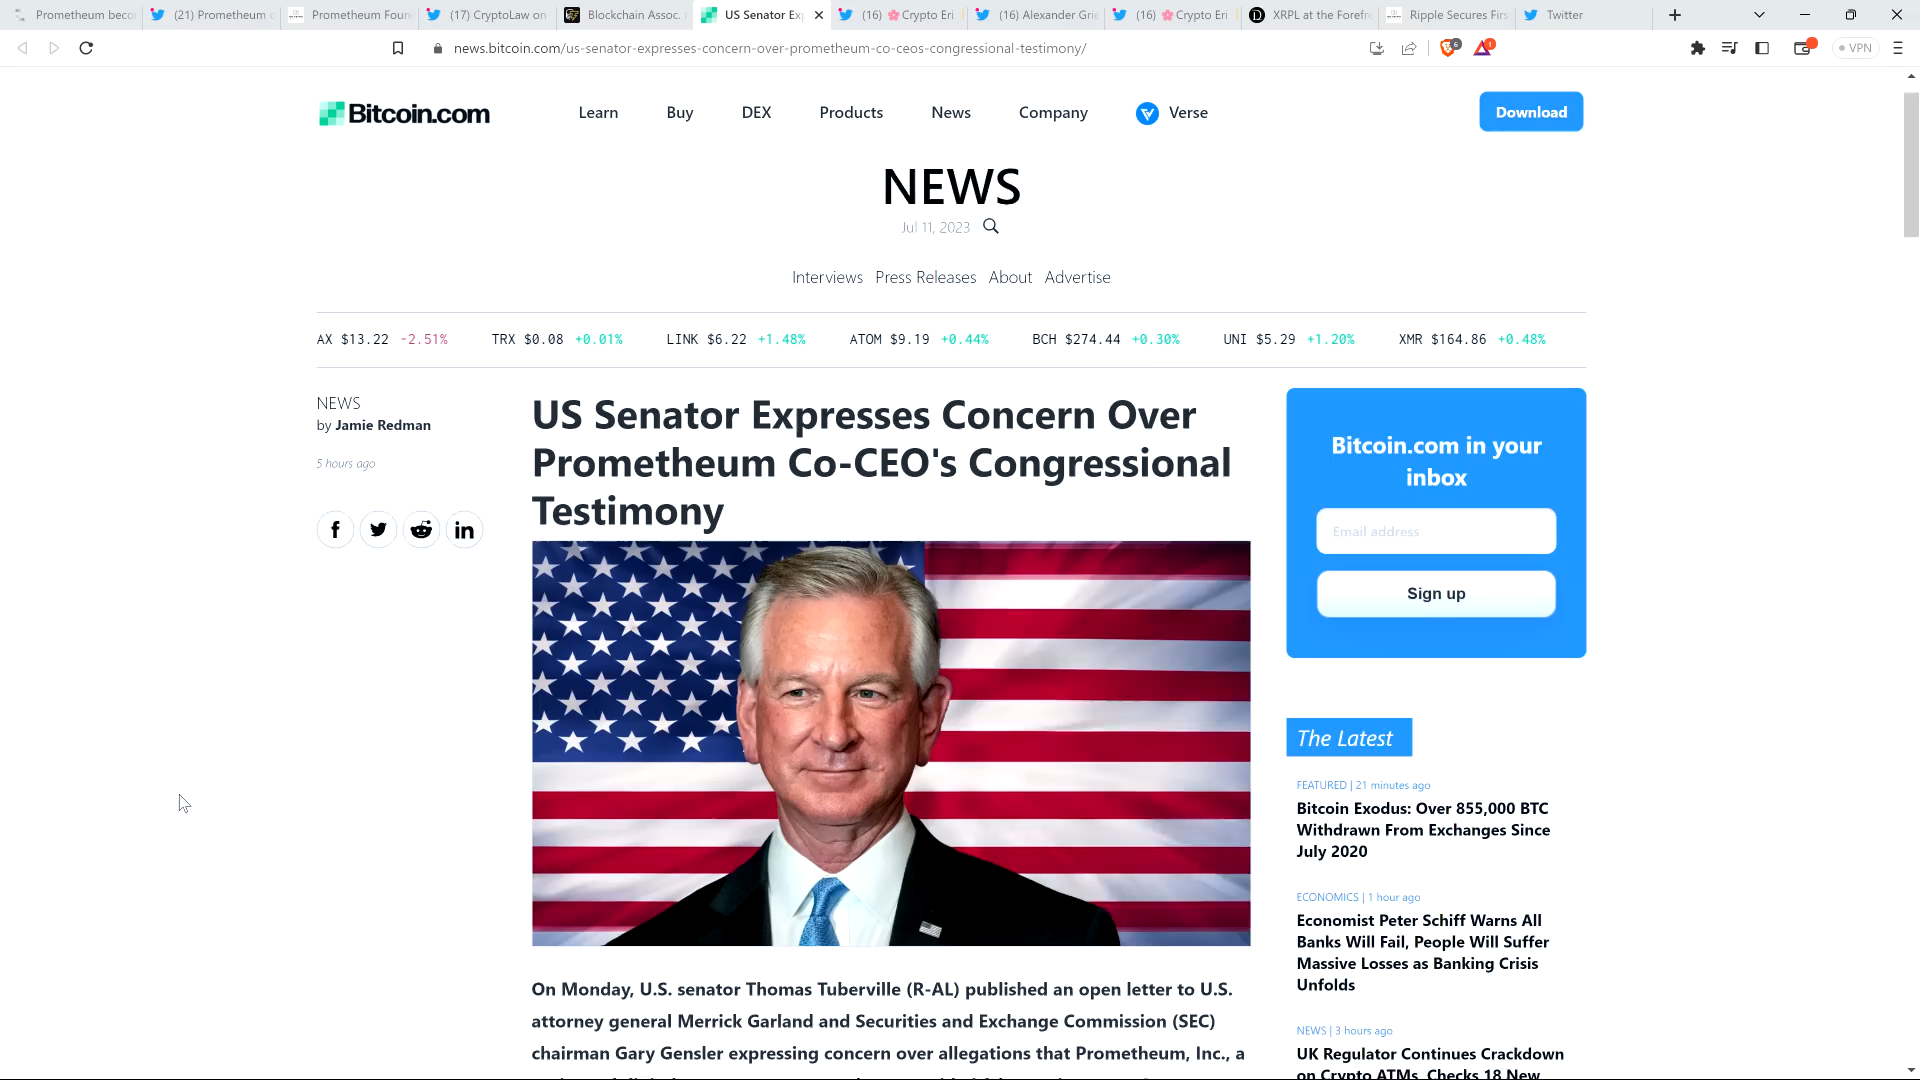 Prometheum beco
(21) Prometheum
Prometheum Foun
(17) CryptoLaw on
Blockchain Assoc.
US Senator Ex
(16) 🌸 Crypto Eri
(16) Alexander Grie
(16) 🌸 Crypto Eri
XRPL at the Forefr
Ripple Secures Firs
Twitter
news.bitcoin.com/us-senator-expresses-concern-over-prometheum-co-ceos-congressional-testimony/
VPN
Bitcoin.com
Learn
Buy
DEX
Products
News
Company
Verse
Download
NEWS
Jul 11, 2023
Interviews Press Releases About Advertise
AX $13.22 -2.51% TRX $0.08 +0.01% LINK $6.22 +1.48% ATOM $9.19 +0.44% BCH $274.44 +0.30% UNI $5.29 +1.20% XMR $164.86 +0.48%
NEWS
by Jamie Redman
5 hours ago
US Senator Expresses Concern Over
Prometheum Co-CEO's Congressional
Testimony
On Monday, U.S. senator Thomas Tuberville (R-AL) published an open letter to U.S.
attorney general Merrick Garland and Securities and Exchange Commission (SEC)
chairman Gary Gensler expressing concern over allegations that Prometheum, Inc., a
Bitcoin.com in your
inbox
Email address
Sign up
The Latest
FEATURED | 21 minutes ago
Bitcoin Exodus: Over 855,000 BTC
Withdrawn From Exchanges Since
July 2020
ECONOMICS | 1 hour ago
Economist Peter Schiff Warns All
Banks Will Fail, People Will Suffer
Massive Losses as Banking Crisis
Unfolds
NEWS | 3 hours ago
UK Regulator Continues Crackdown
on Crypto ATMs, Checks 18 New